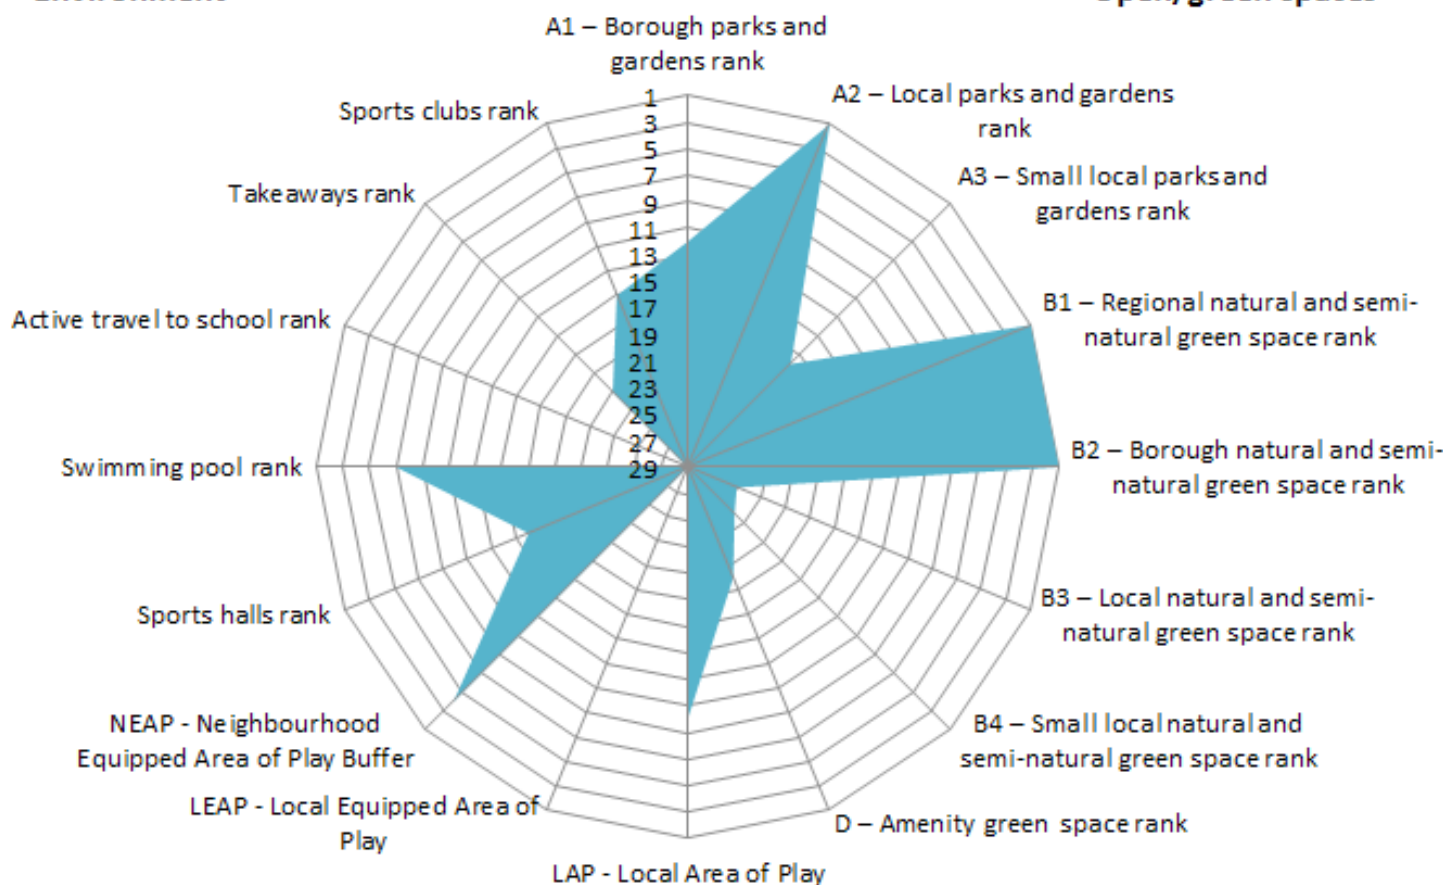 A1 – Borough parks and
gardens rank
A2 – Local parks and gardens
rank
A3 – Small local parks and
gardens rank
B1 – Regional natural and semi-
natural green space rank
B2 – Borough natural and semi-
natural green space rank
B3 – Local natural and semi-
natural green space rank
B4 – Small local natural and
semi-natural green space rank
D – Amenity green space rank
LAP - Local Area of Play
LEAP - Local Equipped Area of
Play
NEAP - Neighbourhood
Equipped Area of Play Buffer
Sports halls rank
Swimming pool rank
Active travel to school rank
Takeaways rank
Sports clubs rank
1
3
5
7
9
11
13
15
17
19
21
23
25
27
29